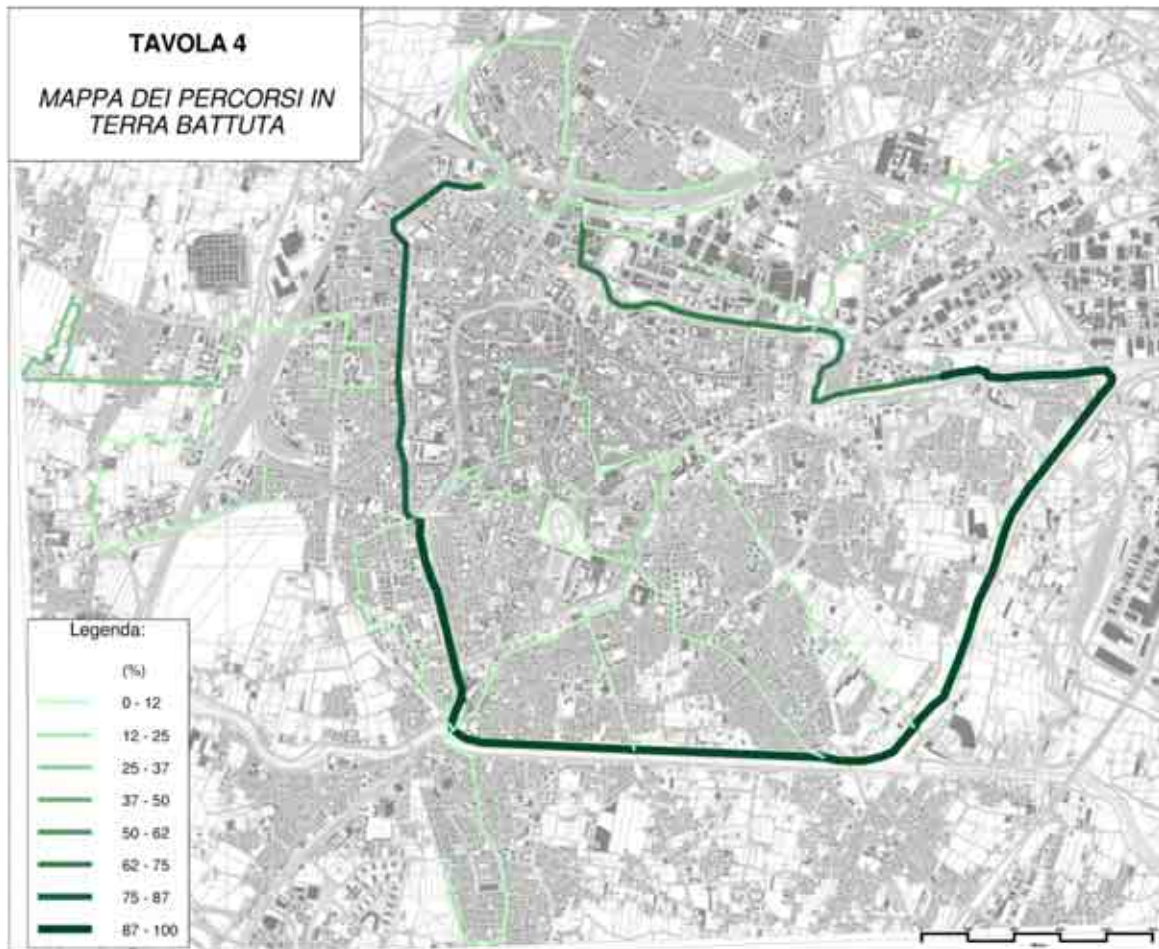 TAVOLA 4
MAPPA DEI PERCORSI IN
TERRA BATTUTA
Legenda:
(%)
0 - 12
12 - 25
25 - 37
37 - 50
50 - 62
62 - 75
75 - 87
87 - 100